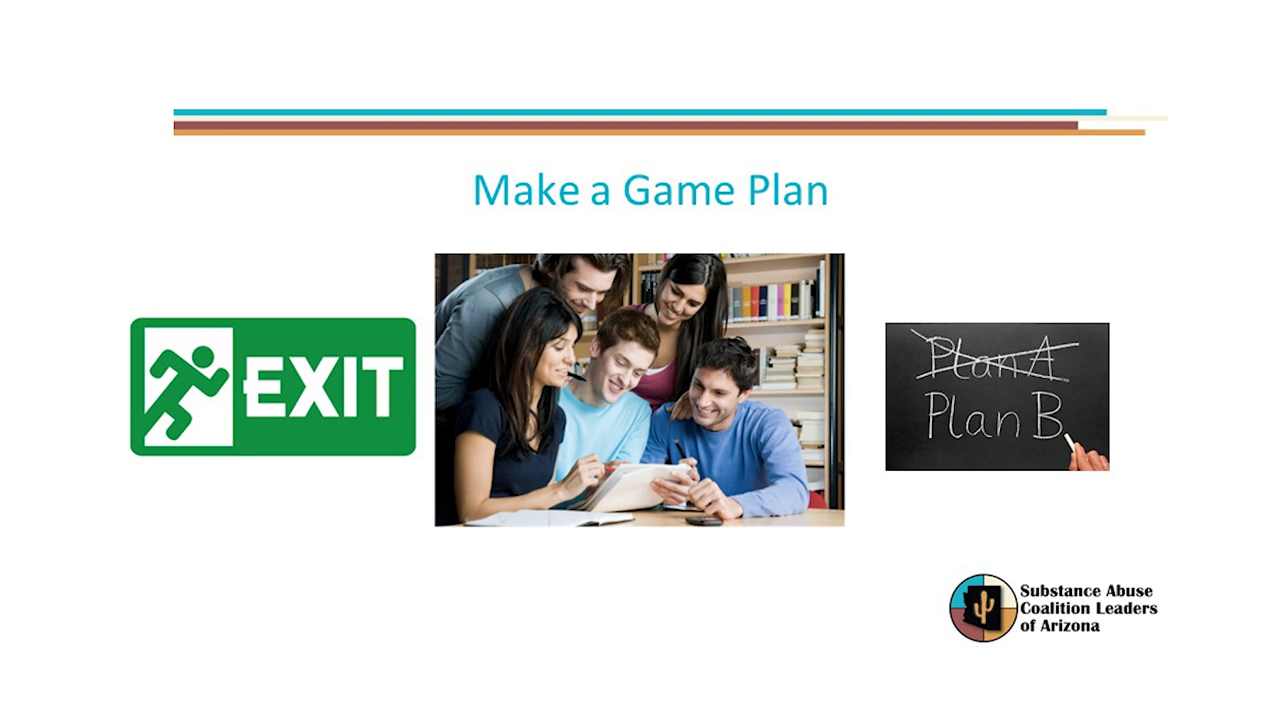 Make a Game Plan
EXIT
Plan A
Plan B
Substance Abuse
Coalition Leaders
of Arizona